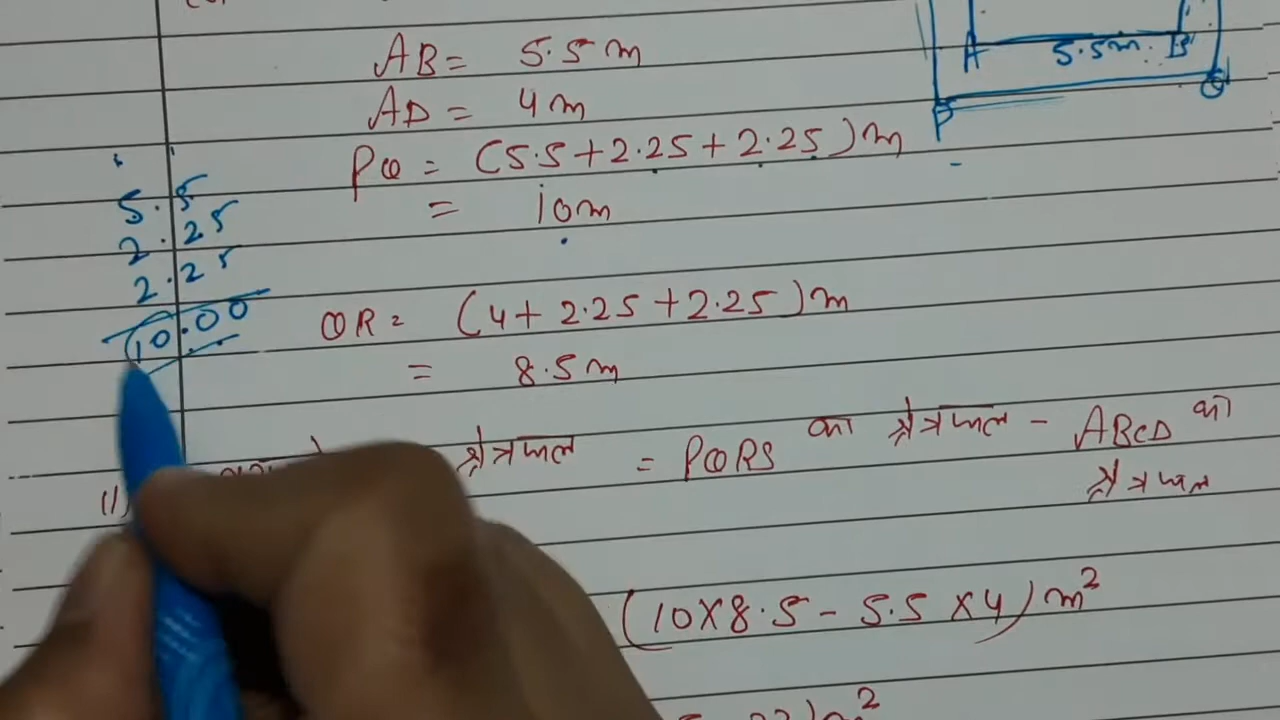 AB = 5.5 m
A 5.5m. B
AD = 4 m
P Q
PQ = (5.5 + 2.25 + 2.25) m
= 10m
5.5
2.25
2.25
10.00
QR = (4 + 2.25 + 2.25) m
= 8.5 m
(1) क्षेत्रफल = PQRS का क्षेत्रफल - ABCD का
क्षेत्रफल
(10 X 8.5 - 5.5 X 4) m²
) m²